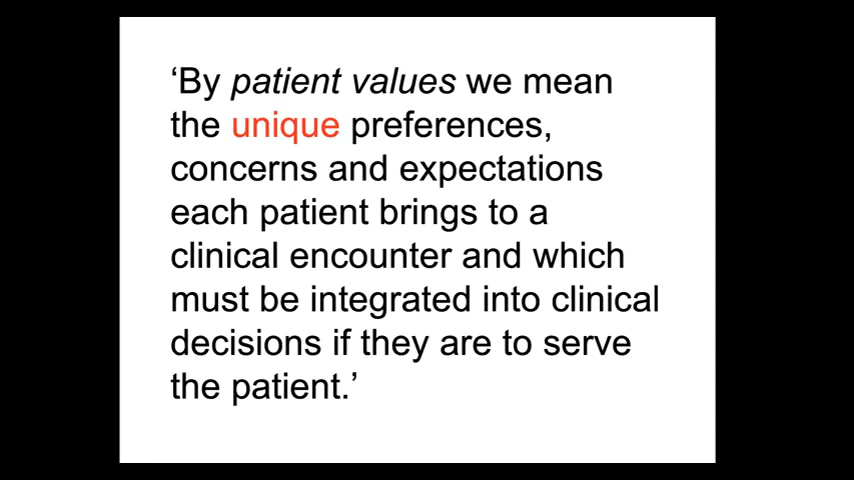 ‘By patient values we mean
the unique preferences,
concerns and expectations
each patient brings to a
clinical encounter and which
must be integrated into clinical
decisions if they are to serve
the patient.’